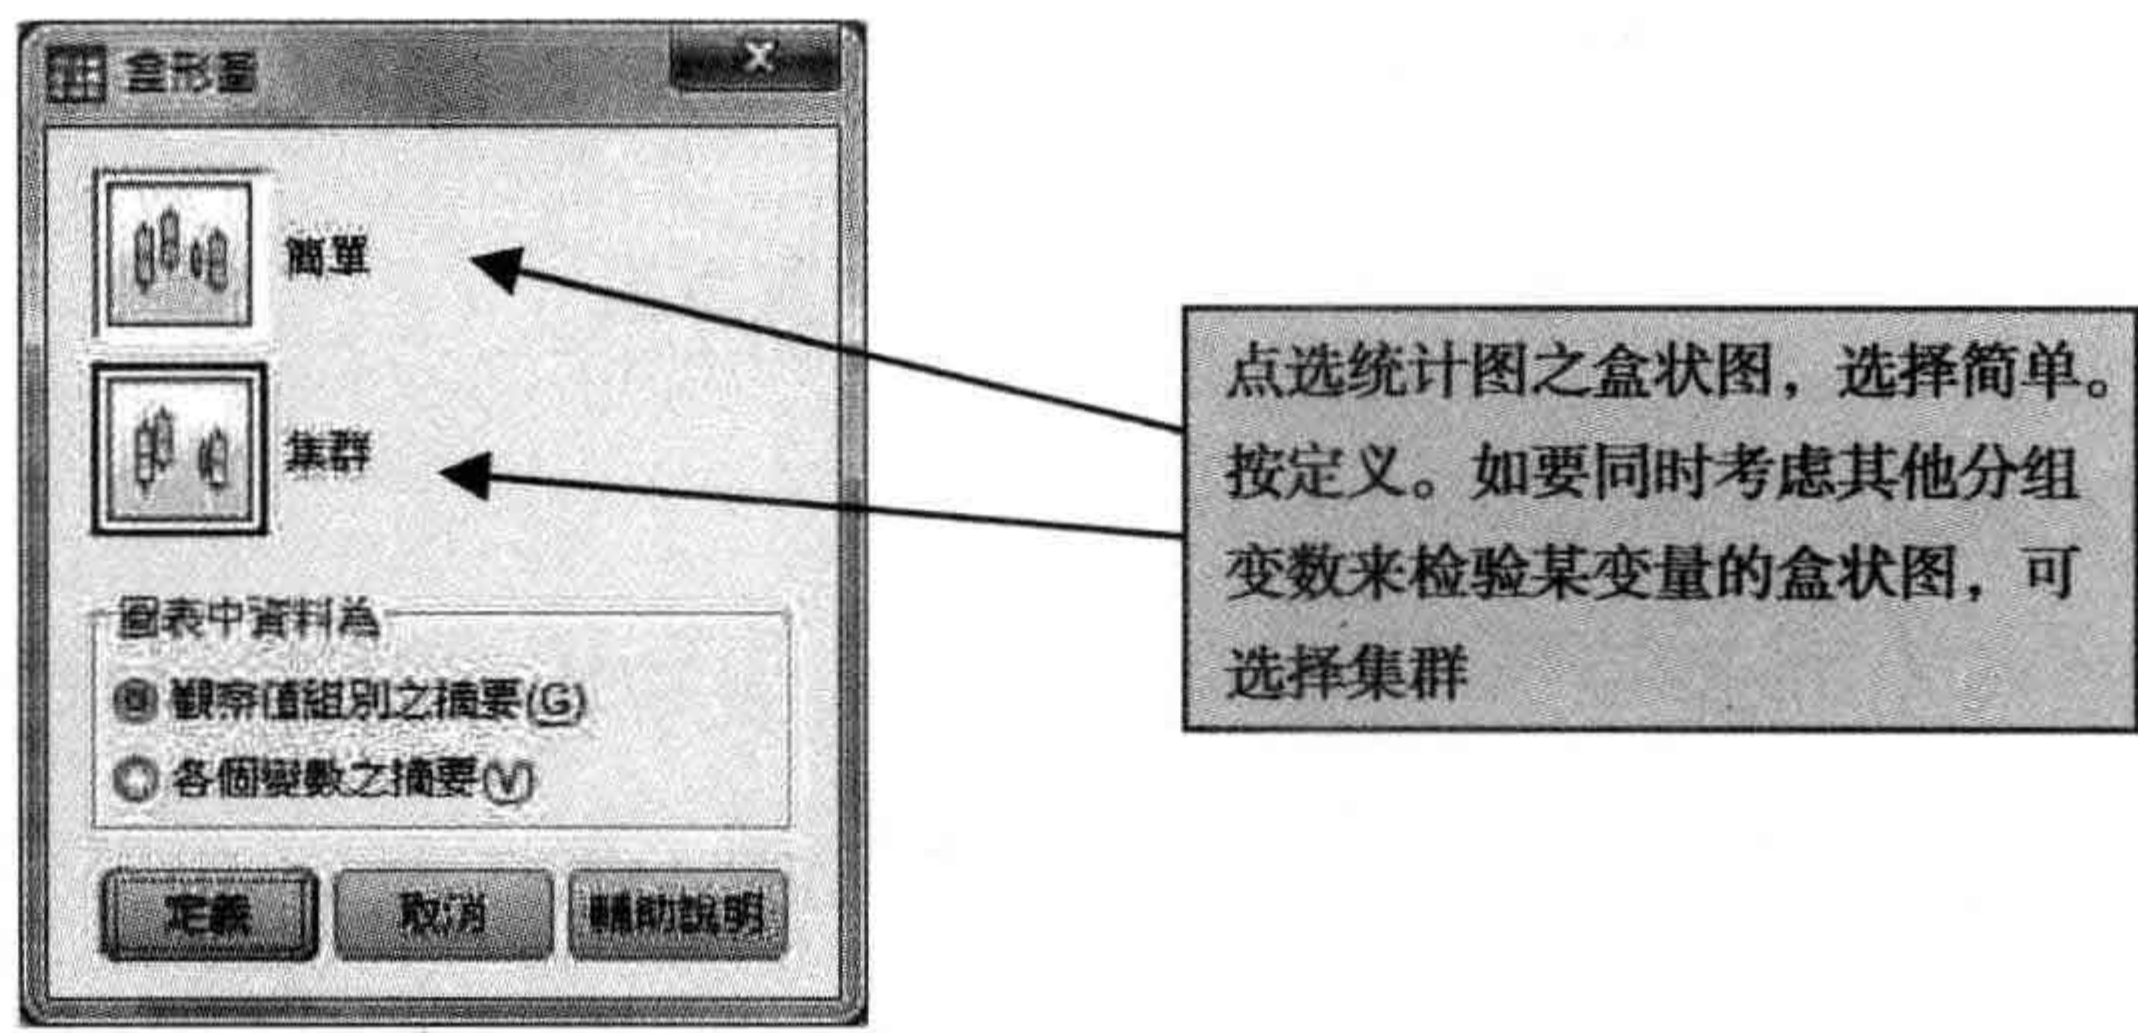 盒形圖
簡單
集群
圖表中資料為
觀察值組別之摘要(G)
各個變數之摘要(V)
定義
取消
輔助說明
点选统计图之盒状图，选择简单。
按定义。如要同时考虑其他分组
变数来检验某变量的盒状图，可
选择集群